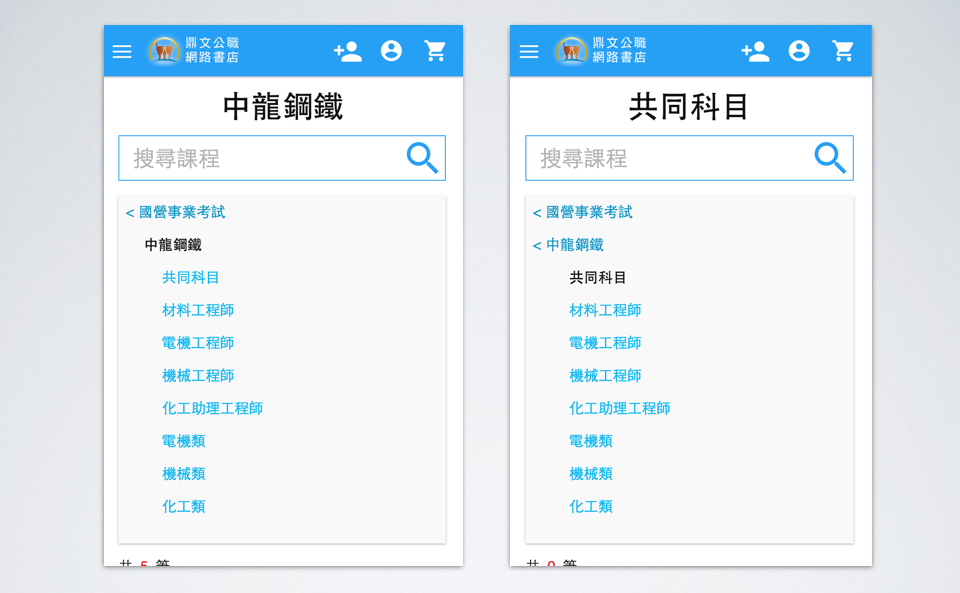 鼎文公職
網路書店
中龍鋼鐵
搜尋課程
< 國營事業考試
中龍鋼鐵
共同科目
材料工程師
電機工程師
機械工程師
化工助理工程師
電機類
機械類
化工類
鼎文公職
網路書店
共同科目
搜尋課程
< 國營事業考試
< 中龍鋼鐵
共同科目
材料工程師
電機工程師
機械工程師
化工助理工程師
電機類
機械類
化工類